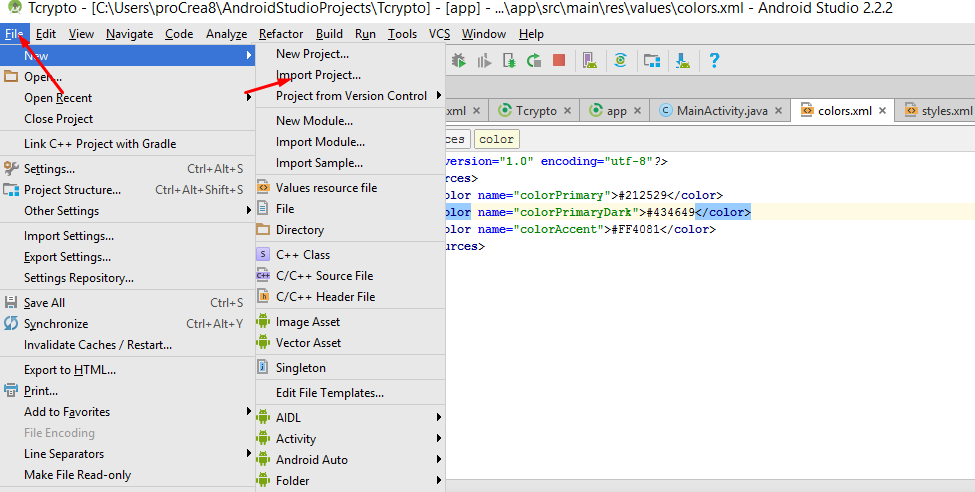 Tcrypto - [C:\Users\proCrea8\AndroidStudioProjects\Tcrypto] - [app] - ...\app\src\main\res\values\colors.xml - Android Studio 2.2.2
File Edit View Navigate Code Analyze Refactor Build Run Tools VCS Window Help
New
Open...
Open Recent
Close Project
Link C++ Project with Gradle
Settings... Ctrl+Alt+S
Project Structure... Ctrl+Alt+Shift+S
Other Settings
Import Settings...
Export Settings...
Settings Repository...
Save All Ctrl+S
Synchronize Ctrl+Alt+Y
Invalidate Caches / Restart...
Export to HTML...
Print...
Add to Favorites
File Encoding
Line Separators
Make File Read-only
New Project...
Import Project...
Project from Version Control
New Module...
Import Module...
Import Sample...
Values resource file
File
Directory
S C++ Class
C++ C/C++ Source File
h C/C++ Header File
Image Asset
Vector Asset
Singleton
Edit File Templates...
AIDL
Activity
Android Auto
Folder
?
xml Tcrypto app C MainActivity.java colors.xml styles.xml
ces color
version="1.0" encoding="utf-8"?>
urces>
olor name="colorPrimary">#212529</color>
olor name="colorPrimaryDark">#434649</color>
olor name="colorAccent">#FF4081</color>
urces>